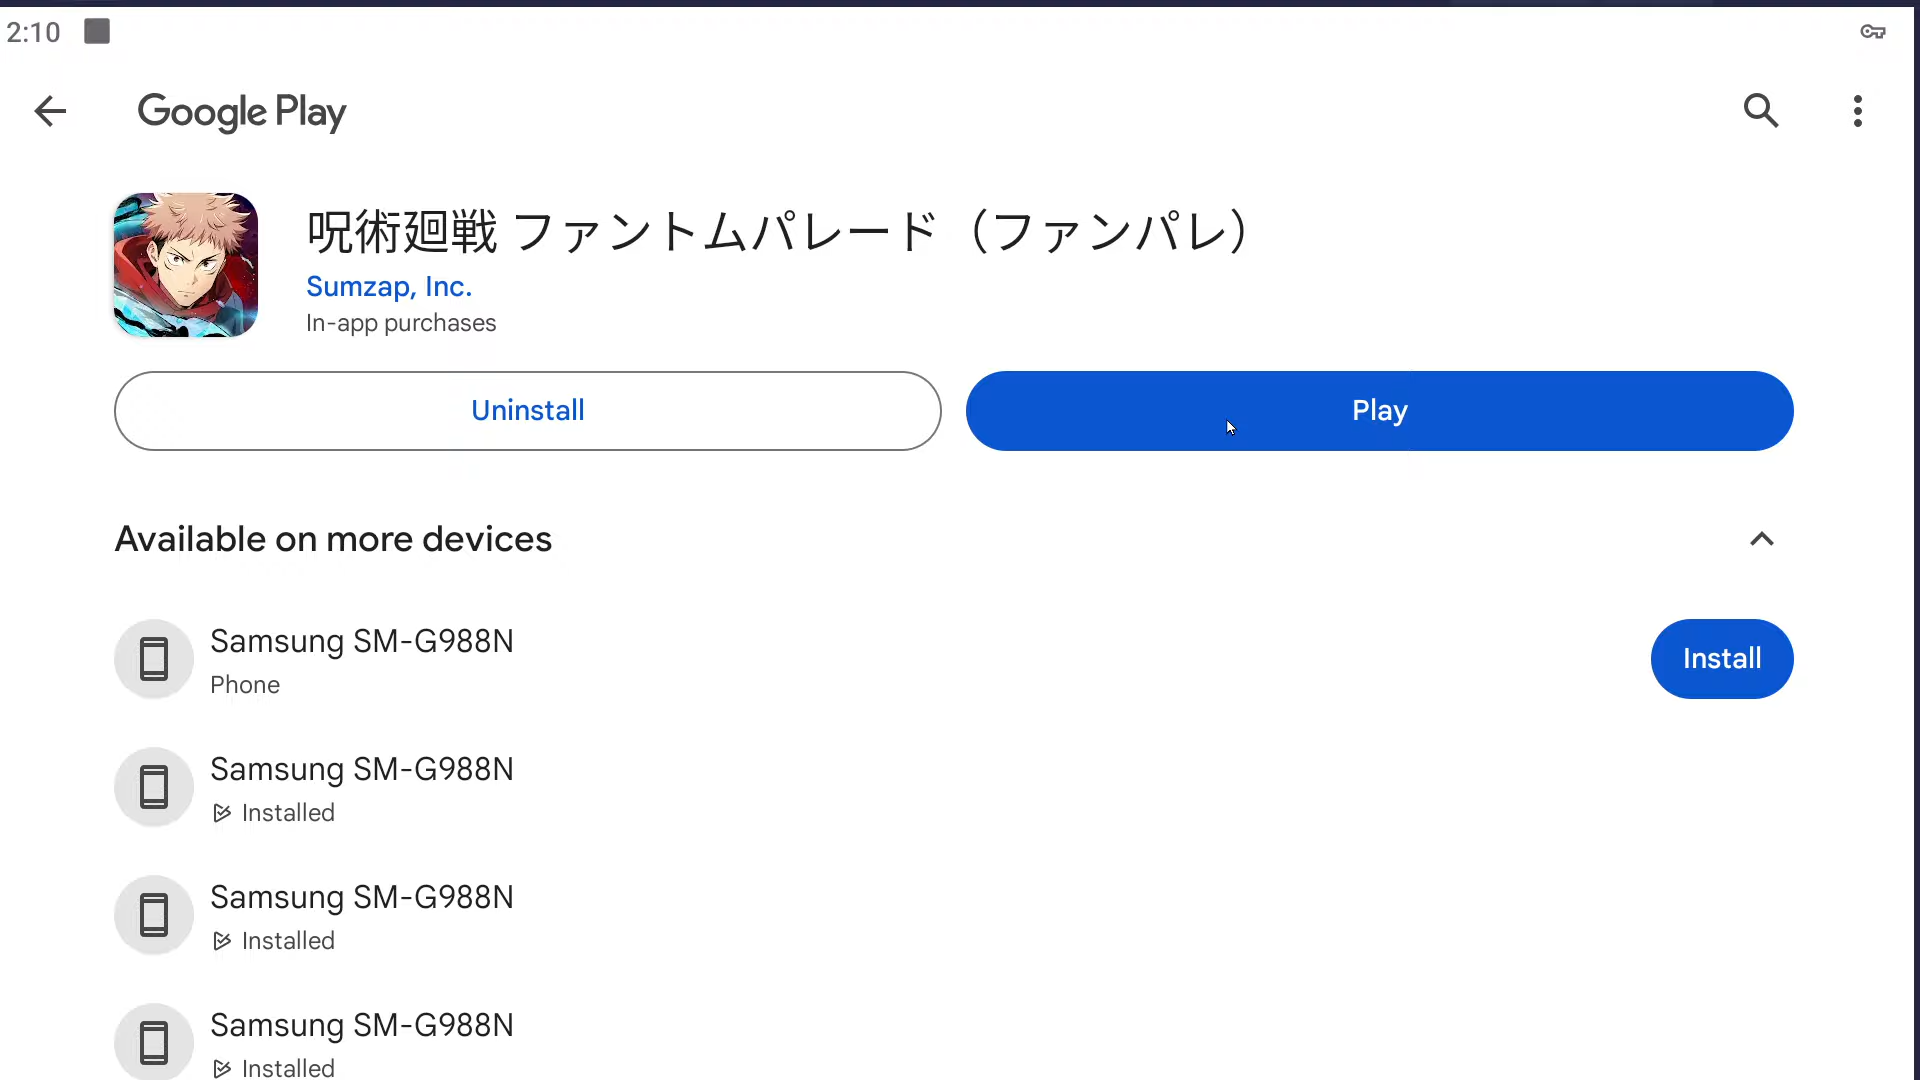 2:10
Google Play
呪術廻戦 ファントムパレード（ファンパレ）
Sumzap, Inc.
In-app purchases
Uninstall
Play
Available on more devices
Samsung SM-G988N
Phone
Install
Samsung SM-G988N
Installed
Samsung SM-G988N
Installed
Samsung SM-G988N
Installed